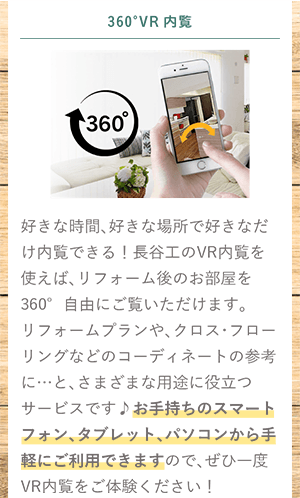 360°VR 内覧
360°
好きな時間、好きな場所で好きなだ
け内覧できる！長谷工のVR内覧を
使えば、リフォーム後のお部屋を
360°自由にご覧いただけます。
リフォームプランや、クロス・フロー
リングなどのコーディネートの参考
に…と、さまざまな用途に役立つ
サービスです♪お手持ちのスマート
フォン、タブレット、パソコンから手
軽にご利用できますので、ぜひ一度
VR内覧をご体験ください！